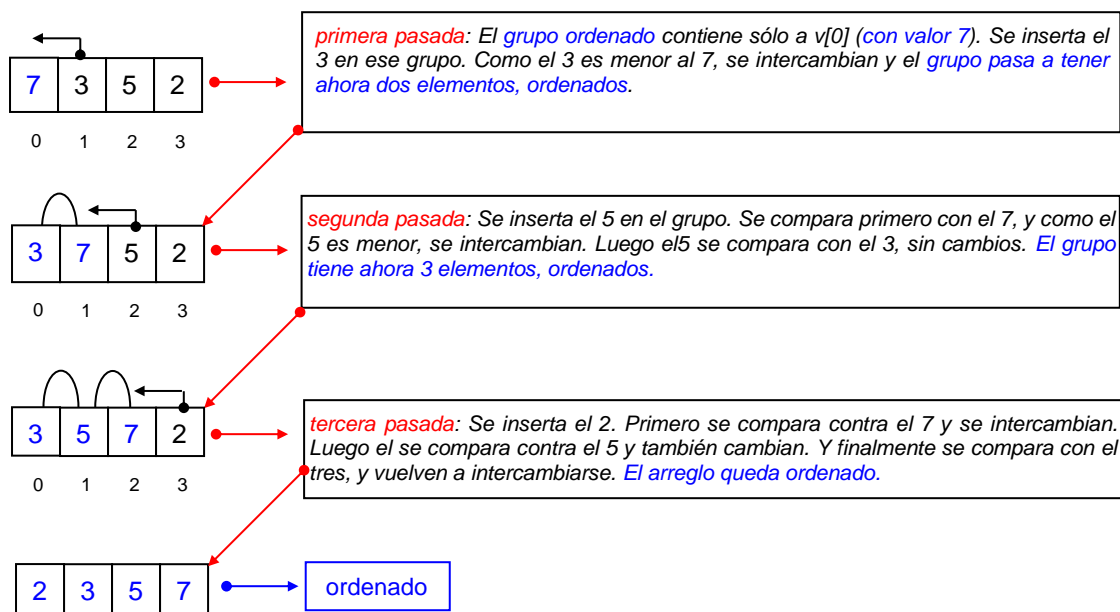 primera pasada: El grupo ordenado contiene sólo a v[0] (con valor 7). Se inserta el
3 en ese grupo. Como el 3 es menor al 7, se intercambian y el grupo pasa a tener
ahora dos elementos, ordenados.
7 3 5 2
0 1 2 3
segunda pasada: Se inserta el 5 en el grupo. Se compara primero con el 7, y como el
5 es menor, se intercambian. Luego el5 se compara con el 3, sin cambios. El grupo
tiene ahora 3 elementos, ordenados.
3 7 5 2
0 1 2 3
tercera pasada: Se inserta el 2. Primero se compara contra el 7 y se intercambian.
Luego el se compara contra el 5 y también cambian. Y finalmente se compara con el
tres, y vuelven a intercambiarse. El arreglo queda ordenado.
3 5 7 2
0 1 2 3
2 3 5 7
ordenado